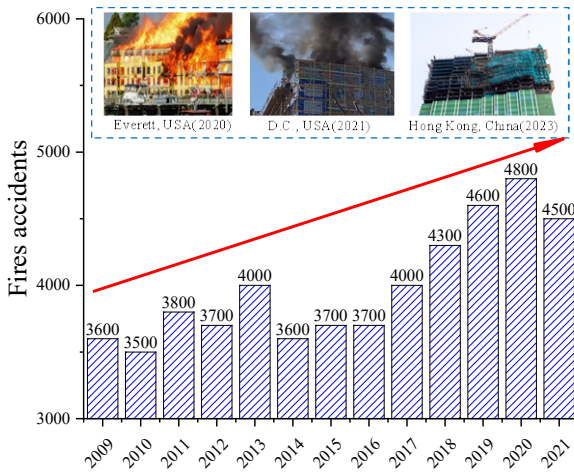 6000
Everett, USA(2020) D.C., USA(2021) Hong Kong, China(2023)
5000
4800
4600
4500
4300
4000 4000
4000
3800
3700 3700 3700
3600 3500 3600
3000
Fires accidents
2009 2010 2011 2012 2013 2014 2015 2016 2017 2018 2019 2020 2021